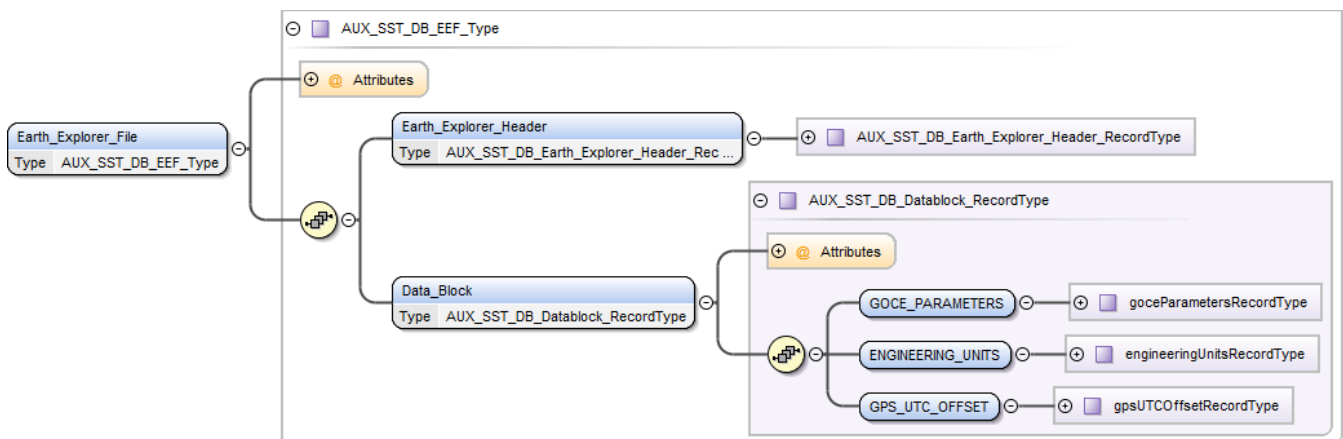 AUX_SST_DB_EEF_Type
@ Attributes
Earth_Explorer_File
Type AUX_SST_DB_EEF_Type
Earth_Explorer_Header
Type AUX_SST_DB_Earth_Explorer_Header_Rec ...
AUX_SST_DB_Earth_Explorer_Header_RecordType
AUX_SST_DB_Datablock_RecordType
@ Attributes
Data_Block
Type AUX_SST_DB_Datablock_RecordType
GOCE_PARAMETERS
goceParametersRecordType
ENGINEERING_UNITS
engineeringUnitsRecordType
GPS_UTC_OFFSET
gpsUTCOffsetRecordType